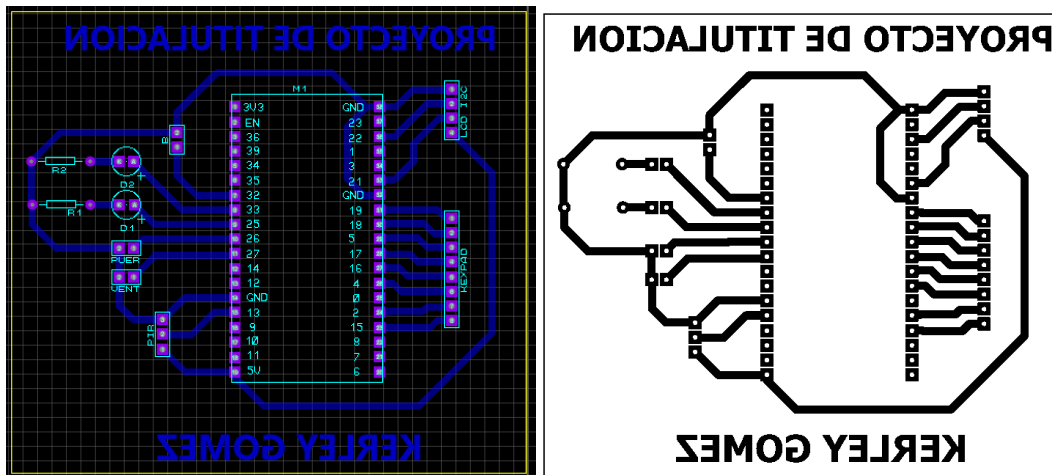 PROYECTO DE TITULACION
M1
3V3
EN
36
39
34
35
32
33
25
26
27
14
12
GND
13
9
10
11
5V
GND
23
22
1
3
21
GND
19
18
5
17
16
4
0
2
15
8
7
6
LCD I2C
KEYPAD
B
R2
D2
+
R1
D1
+
PUER
VENT
PIR
KERLEY GOMEZ
PROYECTO DE TITULACION
KERLEY GOMEZ